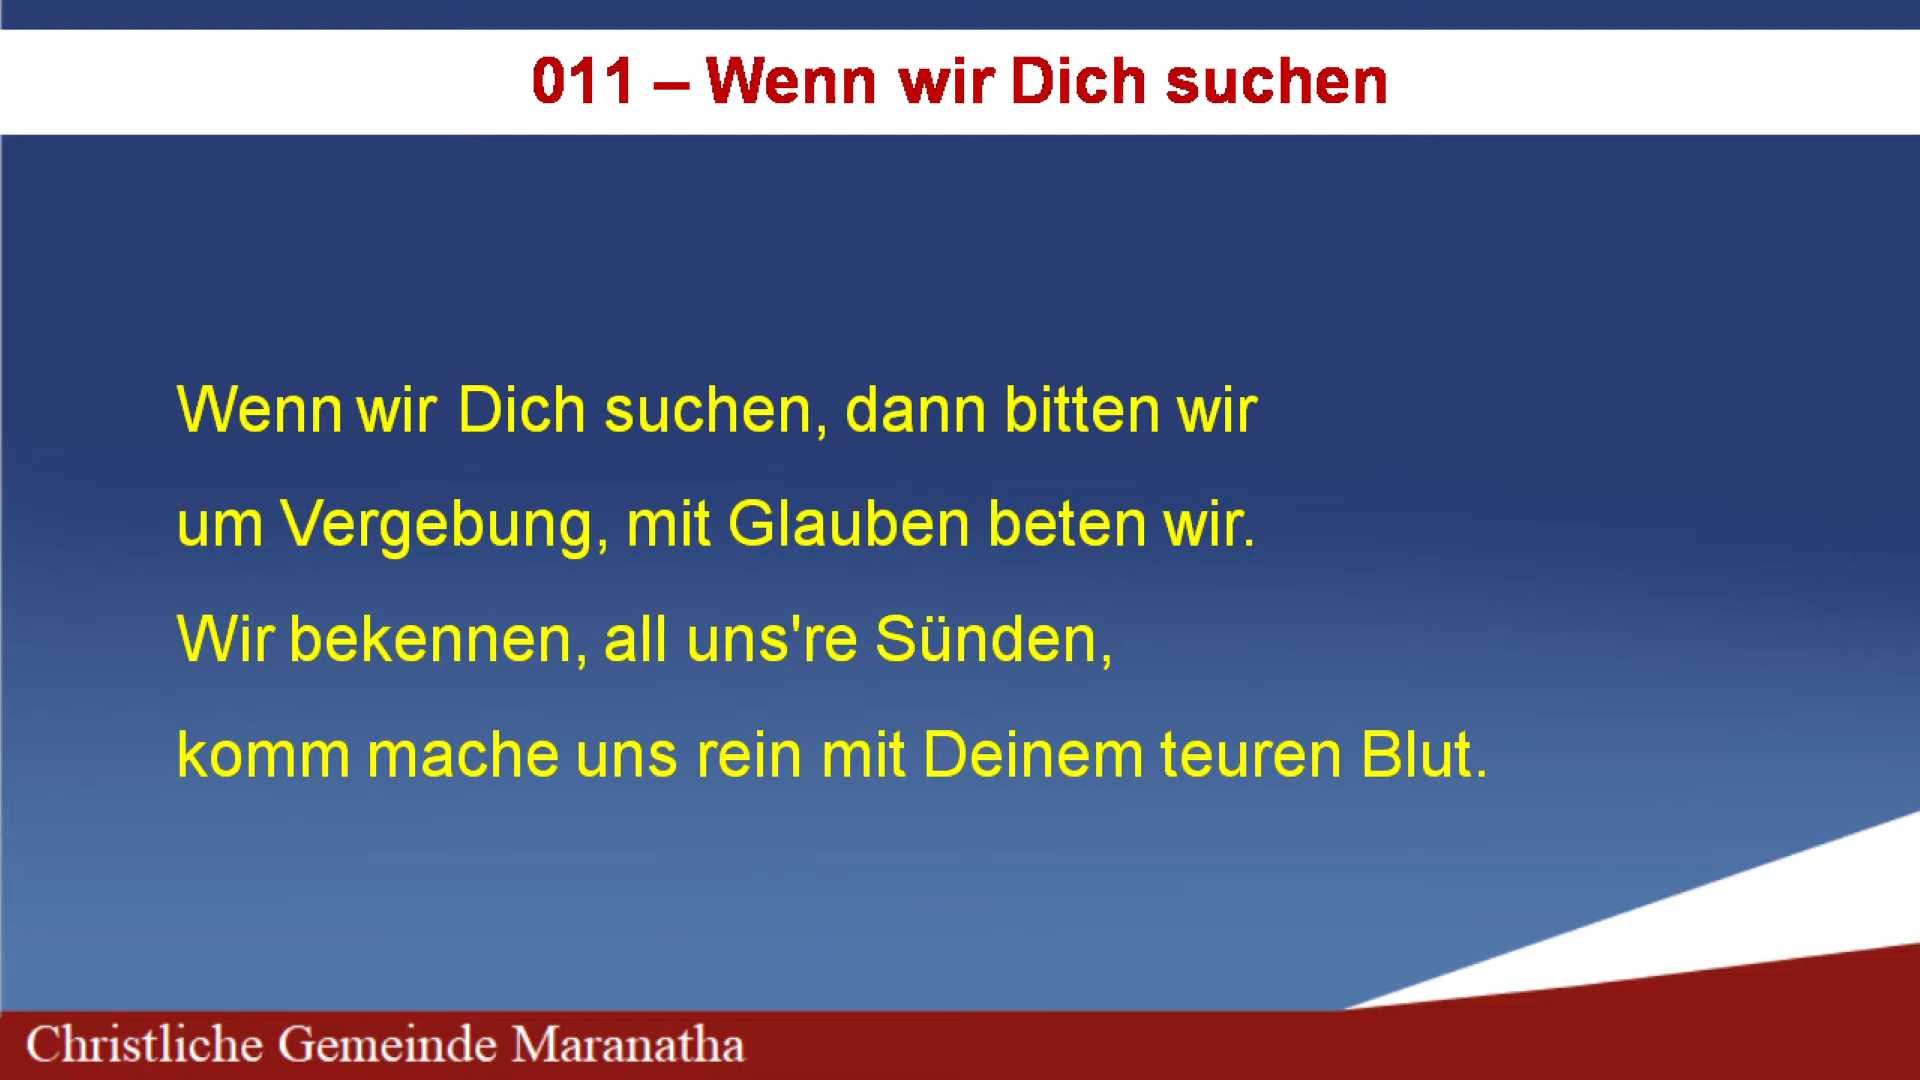 011 – Wenn wir Dich suchen
Wenn wir Dich suchen, dann bitten wir
um Vergebung, mit Glauben beten wir.
Wir bekennen, all uns're Sünden,
komm mache uns rein mit Deinem teuren Blut.
Christliche Gemeinde Maranatha